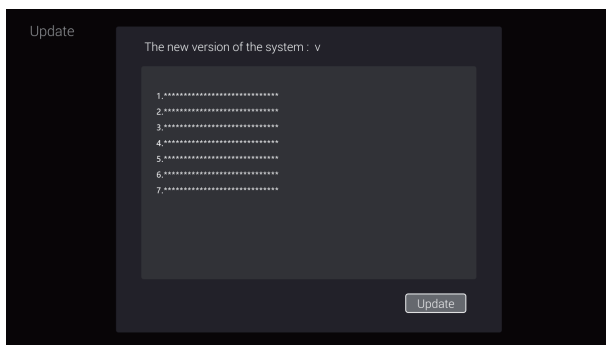 Update
The new version of the system : v
1.*****************************
2.*****************************
3.*****************************
4.*****************************
5.*****************************
6.*****************************
7.*****************************
Update